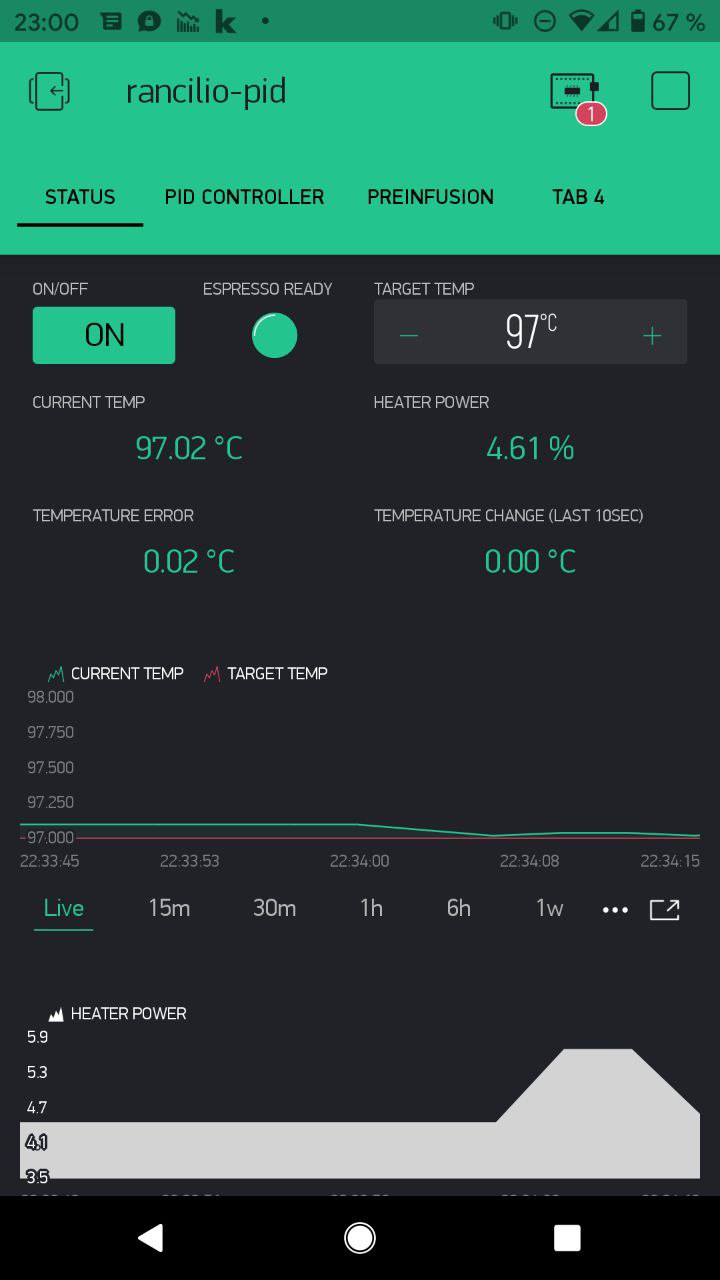 23:00 67 %
rancilio-pid
1
STATUS PID CONTROLLER PREINFUSION TAB 4
ON/OFF ESPRESSO READY TARGET TEMP
ON 97°C
CURRENT TEMP HEATER POWER
97.02 °C 4.61 %
TEMPERATURE ERROR TEMPERATURE CHANGE (LAST 10SEC)
0.02 °C 0.00 °C
CURRENT TEMP TARGET TEMP
98.000
97.750
97.500
97.250
97.000
22:33:45 22:33:53 22:34:00 22:34:08 22:34:15
Live 15m 30m 1h 6h 1w
HEATER POWER
5.9
5.3
4.7
4.1
3.5